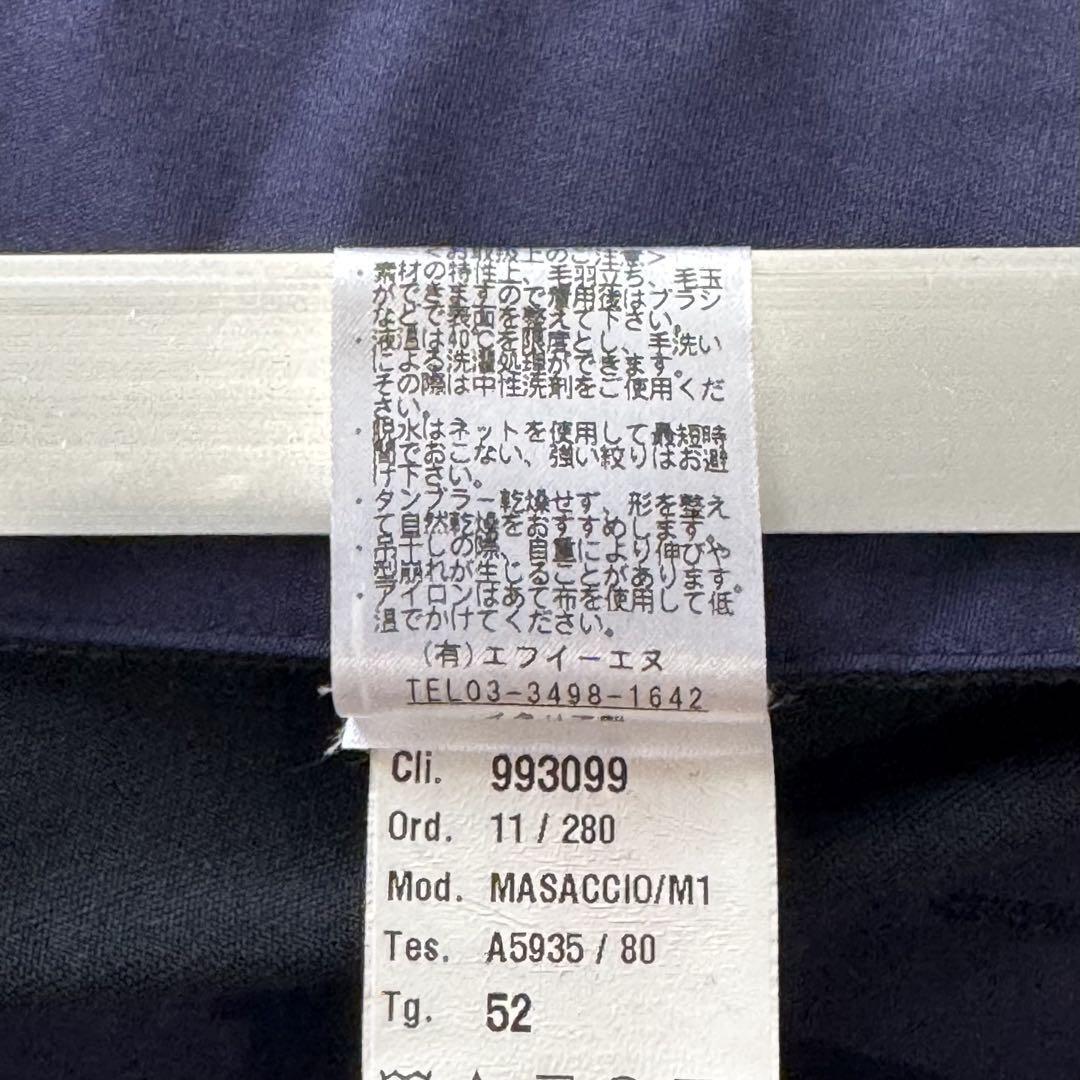 <お取扱上のご注意>
・素材の特性上、毛羽立ち、毛玉
ができますので着用後はブラシ
などで表面を整えて下さい。
・液温は40℃を限度とし、手洗い
による洗濯処理ができます。
その際は中性洗剤をご使用くだ
さい。
・脱水はネットを使用して最短時
間でおこない、強い絞りはお避
け下さい。
・タンブラー乾燥せず、形を整え
て自然乾燥をおすすめします。
・吊干しの際、自重により伸びや
型崩れが生じることがあります。
・アイロンはあて布を使用して低
温でかけてください。
(有)エフイーエヌ
TEL03-3498-1642
イタリア製
Cli. 993099
Ord. 11 / 280
Mod. MASACCIO/M1
Tes. A5935 / 80
Tg. 52